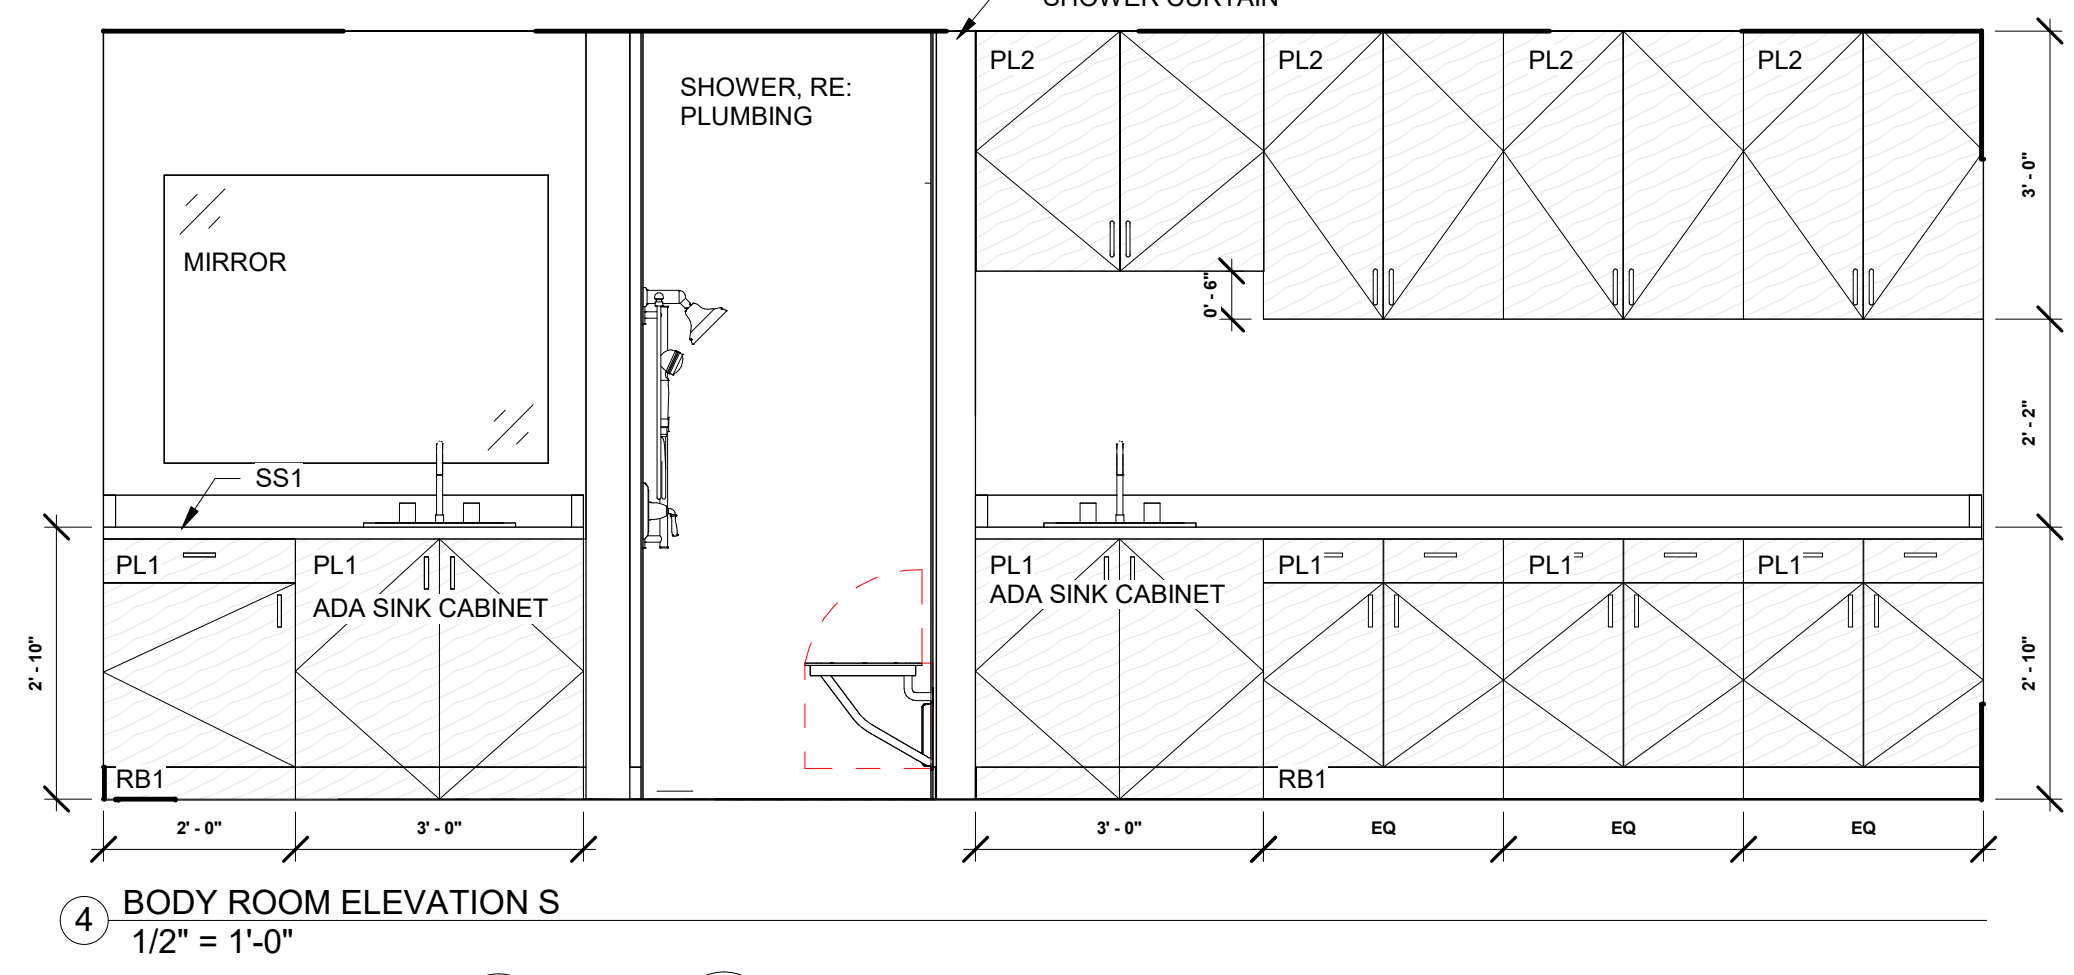 SHOWER CURTAIN
PL2
PL2
PL2
PL2
SHOWER, RE:
PLUMBING
3' - 0"
MIRROR
0' - 6"
2' - 2"
SS1
PL1
PL1
ADA SINK CABINET
PL1
ADA SINK CABINET
PL1
PL1
PL1
2' - 10"
2' - 10"
RB1
RB1
2' - 0"
3' - 0"
3' - 0"
EQ
EQ
EQ
4
BODY ROOM ELEVATION S
1/2" = 1'-0"